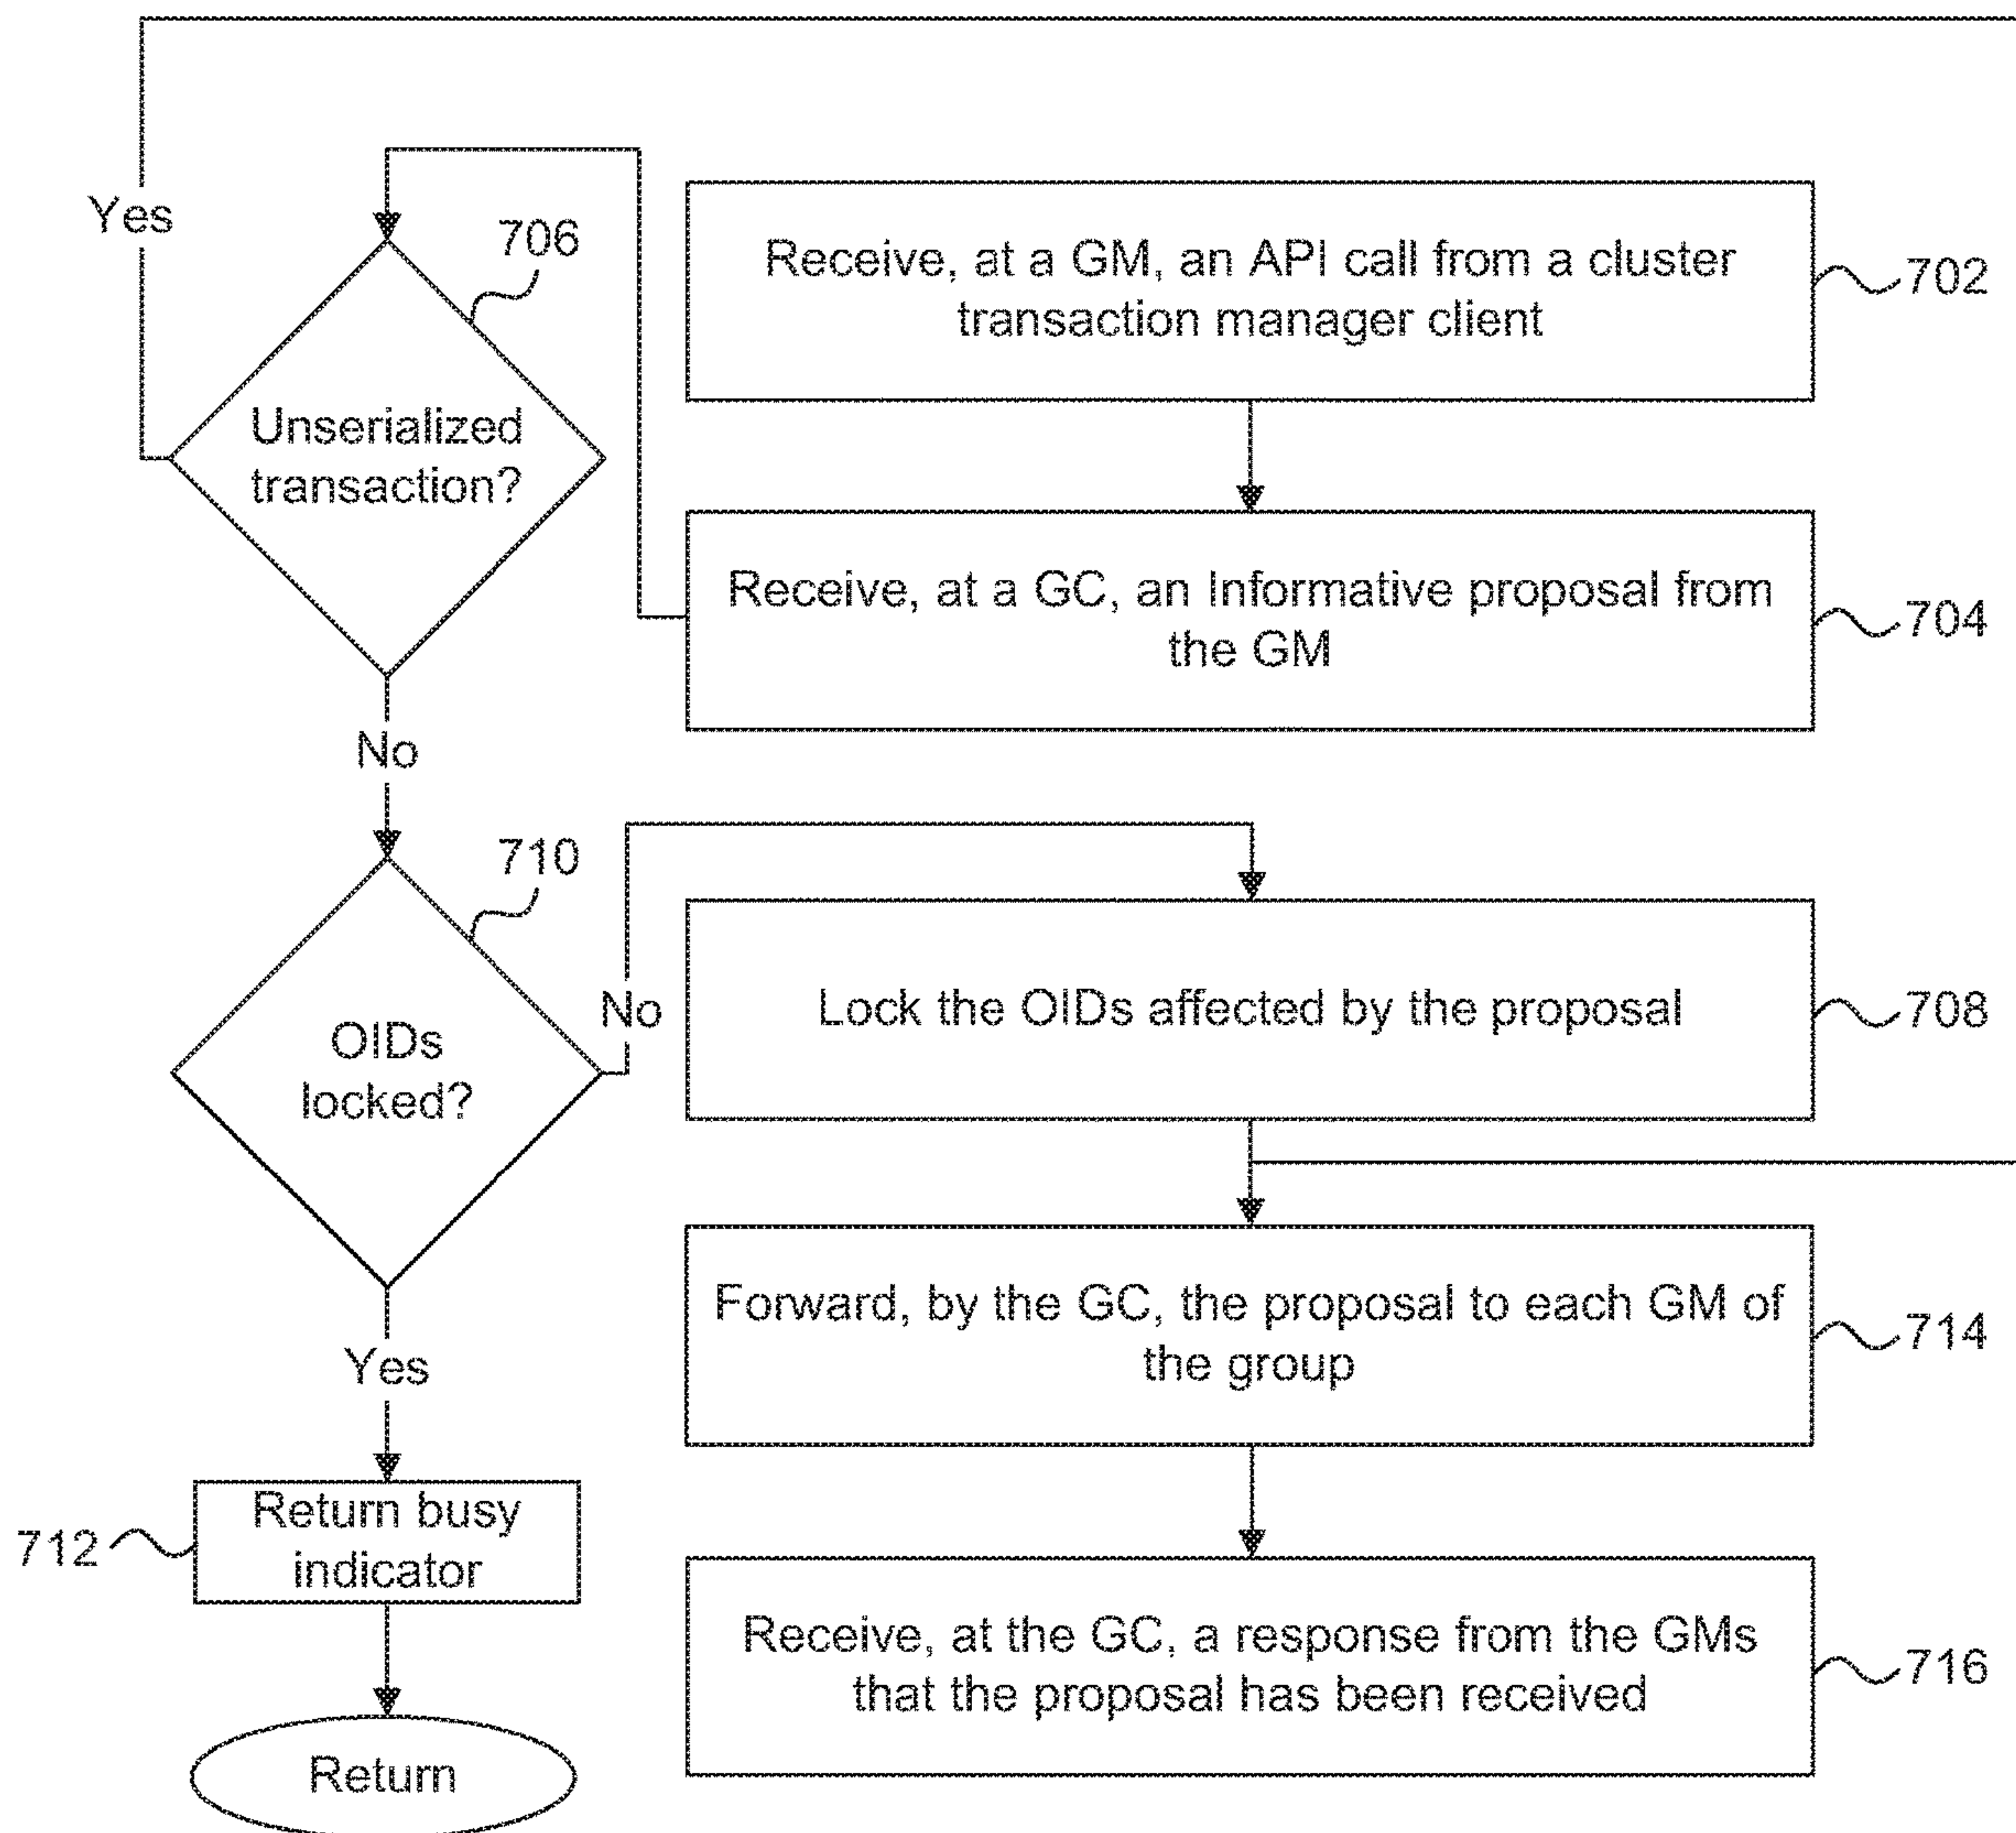 Yes
706
Receive, at a GM, an API call from a cluster
transaction manager client
702
Unserialized
transaction?
Receive, at a GC, an Informative proposal from
the GM
704
No
710
OIDs
locked?
No
Lock the OIDs affected by the proposal
708
Forward, by the GC, the proposal to each GM of
the group
714
Yes
Return busy
indicator
712
Receive, at the GC, a response from the GMs
that the proposal has been received
716
Return